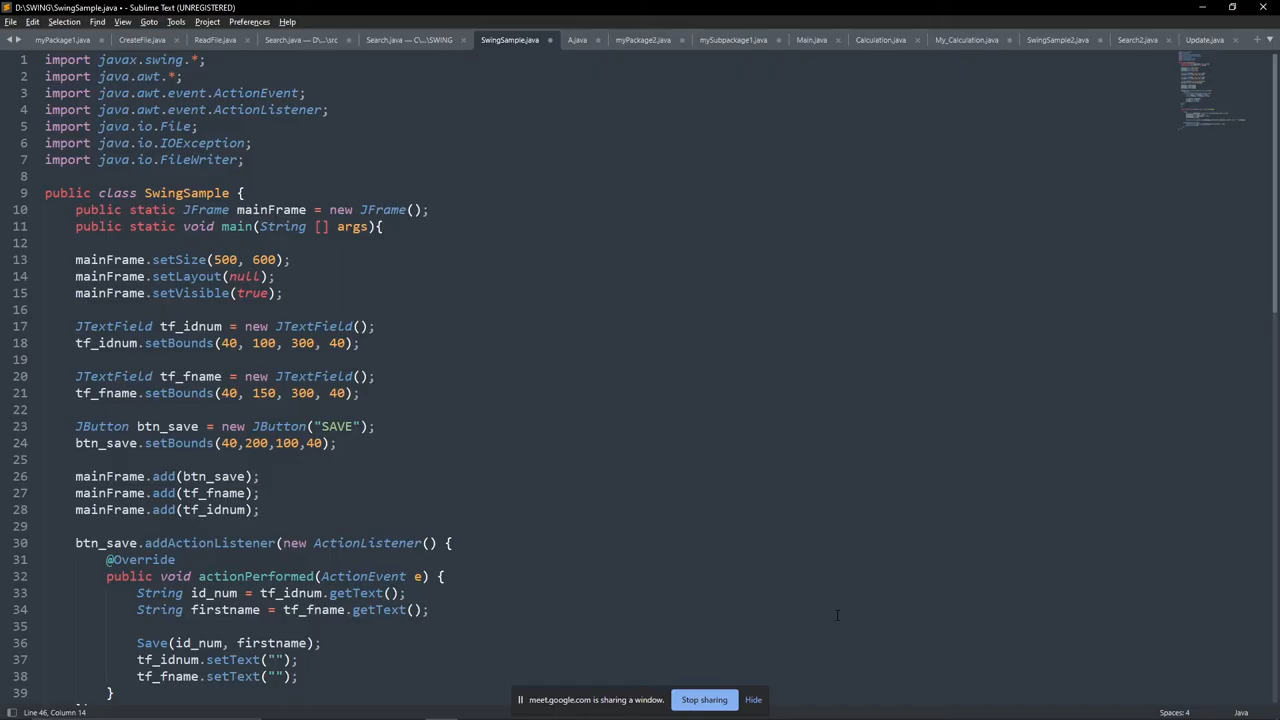 D:\SWING\SwingSample.java • - Sublime Text (UNREGISTERED)
File Edit Selection Find View Goto Tools Project Preferences Help
myPackage1.java CreateFile.java ReadFile.java Search.java — D:\...\src Search.java — C:\...\SWING SwingSample.java A.java myPackage2.java mySubpackage1.java Main.java Calculation.java My_Calculation.java SwingSample2.java Search2.java Update.java
1 import javax.swing.*;
2 import java.awt.*;
3 import java.awt.event.ActionEvent;
4 import java.awt.event.ActionListener;
5 import java.io.File;
6 import java.io.IOException;
7 import java.io.FileWriter;
8
9 public class SwingSample {
10 public static JFrame mainFrame = new JFrame();
11 public static void main(String [] args){
12
13 mainFrame.setSize(500, 600);
14 mainFrame.setLayout(null);
15 mainFrame.setVisible(true);
16
17 JTextField tf_idnum = new JTextField();
18 tf_idnum.setBounds(40, 100, 300, 40);
19
20 JTextField tf_fname = new JTextField();
21 tf_fname.setBounds(40, 150, 300, 40);
22
23 JButton btn_save = new JButton("SAVE");
24 btn_save.setBounds(40,200,100,40);
25
26 mainFrame.add(btn_save);
27 mainFrame.add(tf_fname);
28 mainFrame.add(tf_idnum);
29
30 btn_save.addActionListener(new ActionListener() {
31 @Override
32 public void actionPerformed(ActionEvent e) {
33 String id_num = tf_idnum.getText();
34 String firstname = tf_fname.getText();
35
36 Save(id_num, firstname);
37 tf_idnum.setText("");
38 tf_fname.setText("");
39 }
meet.google.com is sharing a window. Stop sharing Hide
Line 46, Column 14 Spaces: 4 Java